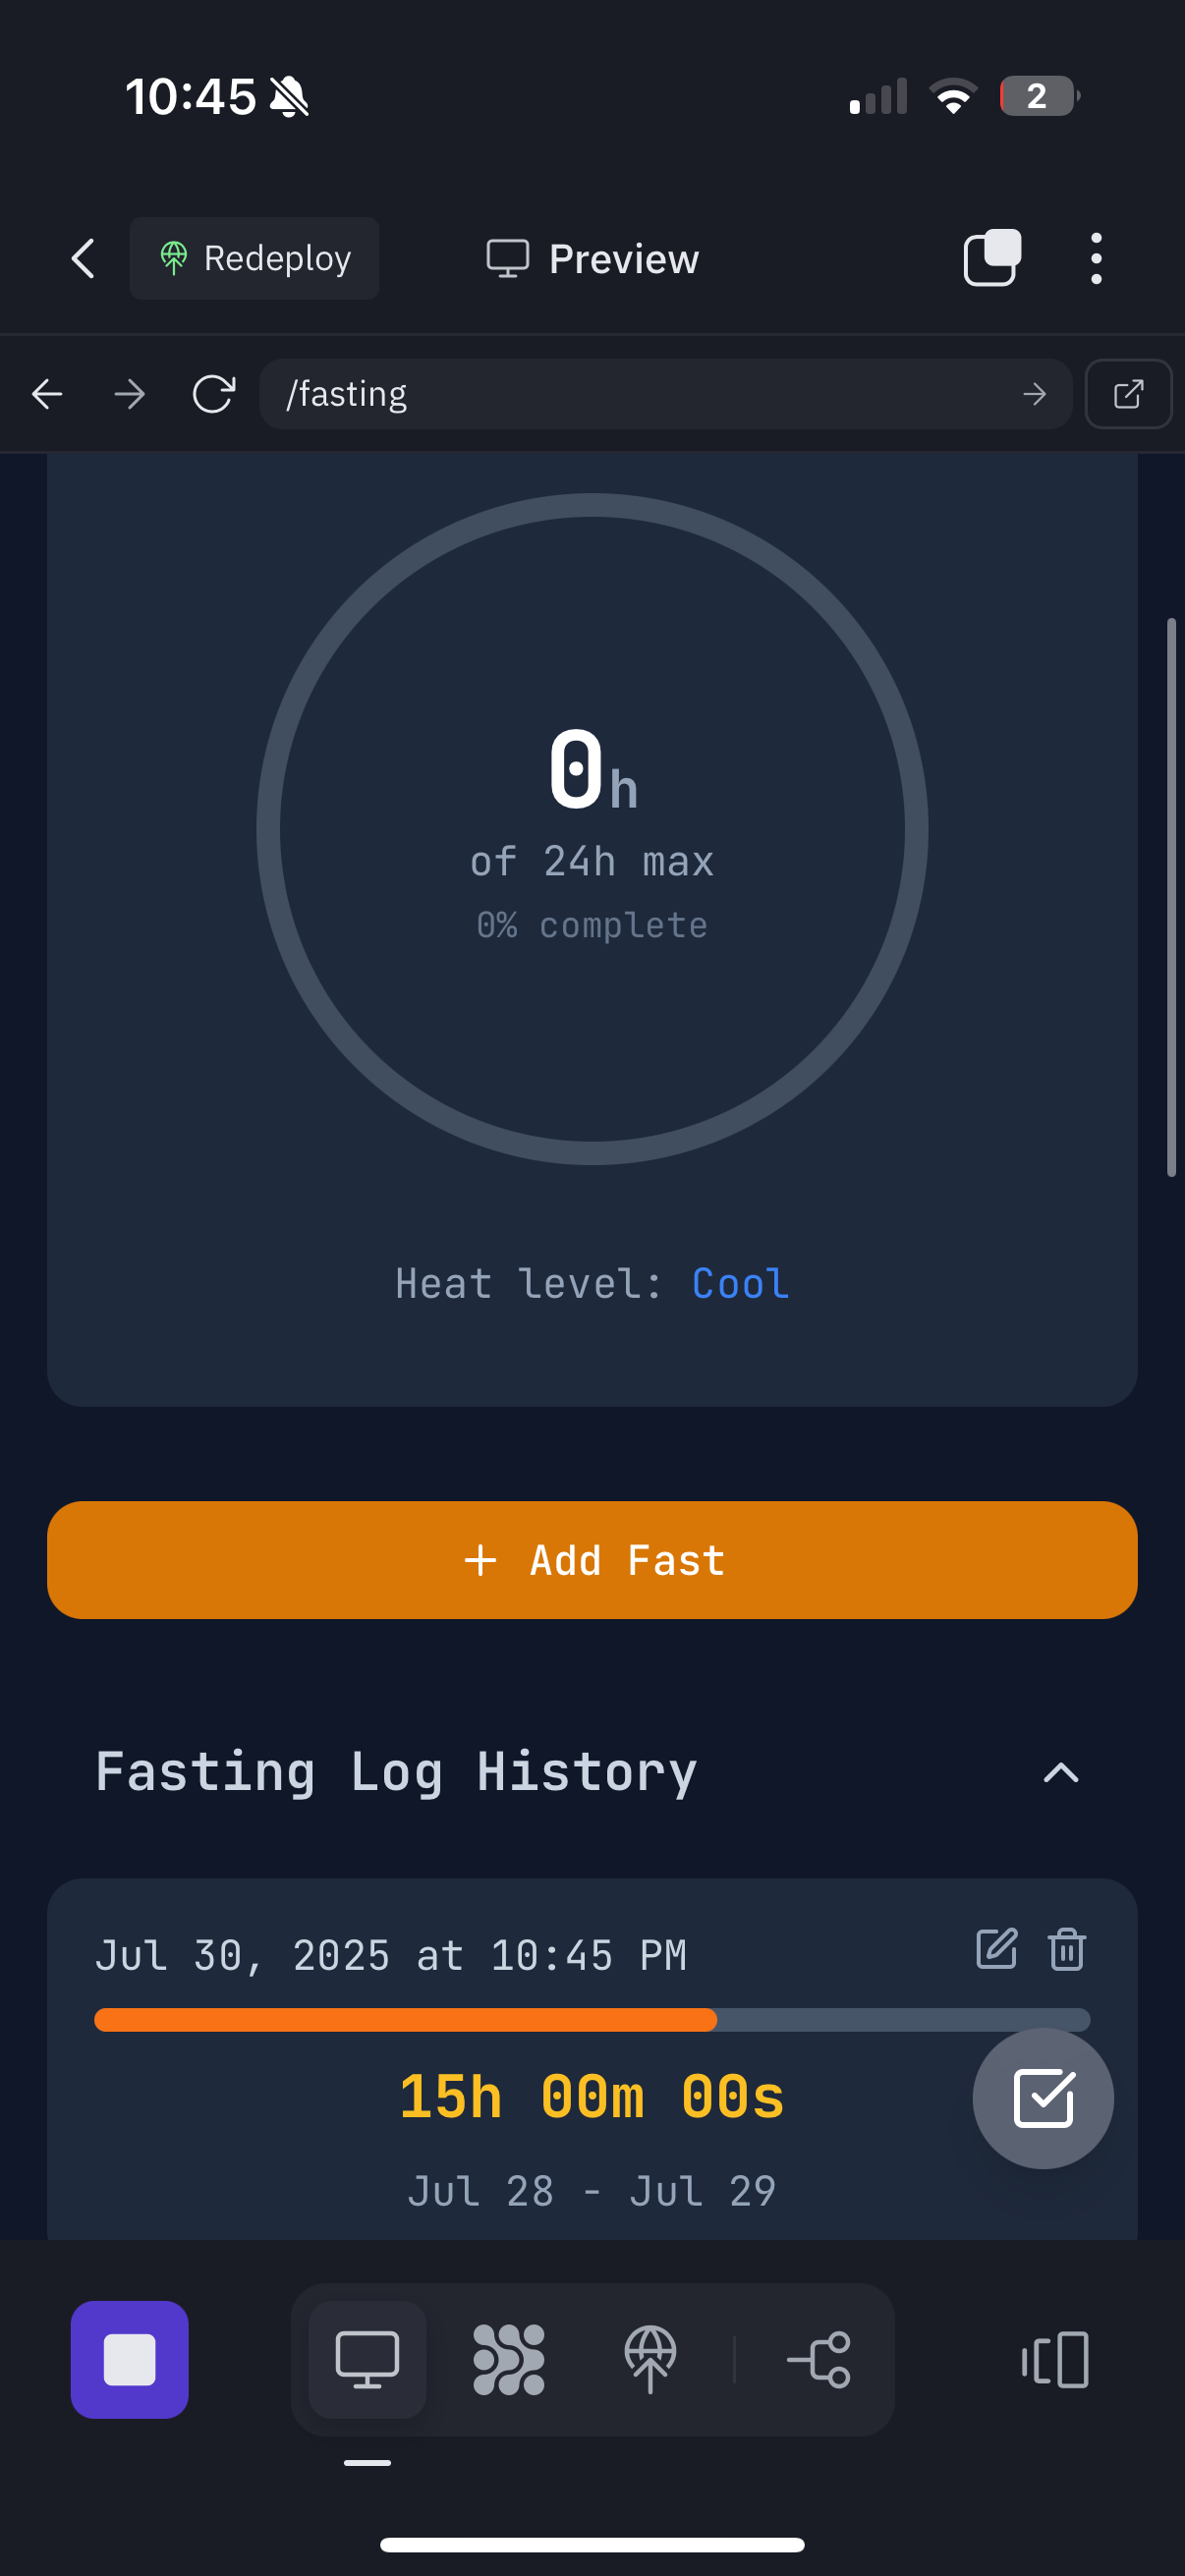 10:45
2
Redeploy
Preview
/fasting
0h
of 24h max
0% complete
Heat level: Cool
+ Add Fast
Fasting Log History
Jul 30, 2025 at 10:45 PM
15h 00m 00s
Jul 28 - Jul 29